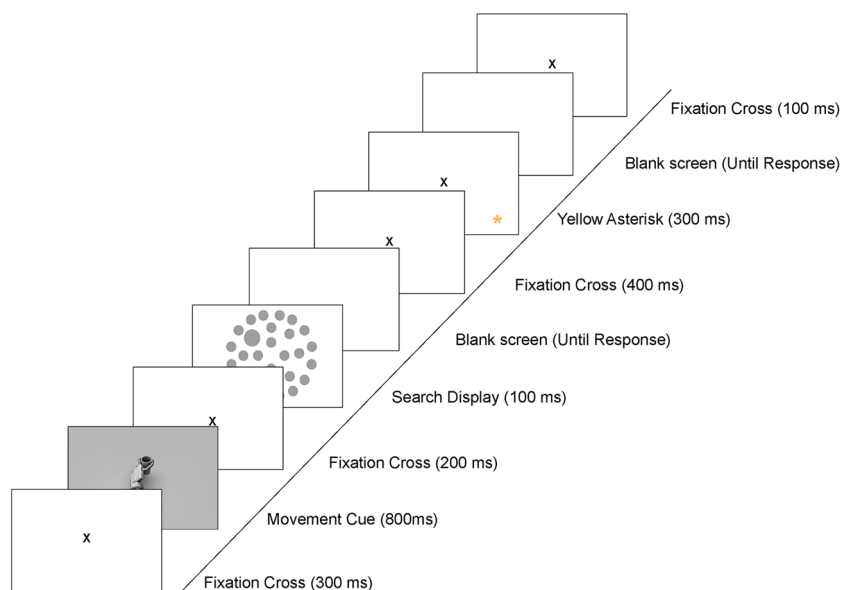 X
Fixation Cross (100 ms)
Blank screen (Until Response)
X
*
Yellow Asterisk (300 ms)
X
Fixation Cross (400 ms)
Blank screen (Until Response)
Search Display (100 ms)
X
Fixation Cross (200 ms)
Movement Cue (800ms)
X
Fixation Cross (300 ms)